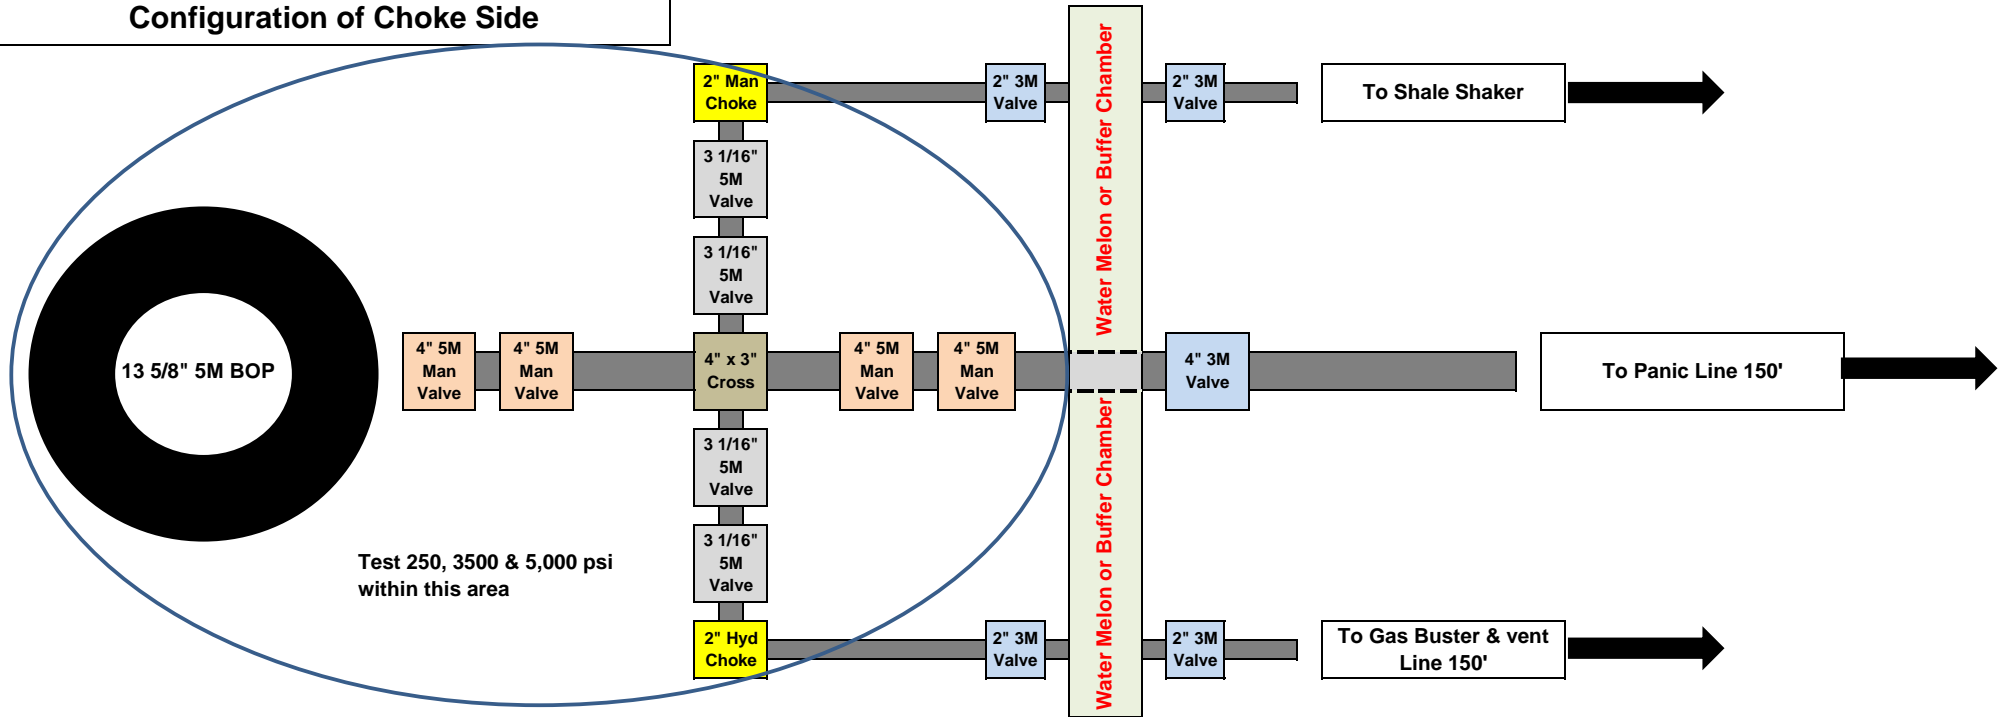 Configuration of Choke Side
2" Man
Choke
2" 3M
Valve
2" 3M
Valve
To Shale Shaker
3 1/16"
5M
Valve
3 1/16"
5M
Valve
Water Melon or Buffer Chamber
13 5/8" 5M BOP
4" 5M
Man
Valve
4" 5M
Man
Valve
4" x 3"
Cross
4" 5M
Man
Valve
4" 5M
Man
Valve
4" 3M
Valve
To Panic Line 150'
3 1/16"
5M
Valve
3 1/16"
5M
Valve
Water Melon or Buffer Chamber
Test 250, 3500 & 5,000 psi
within this area
2" Hyd
Choke
2" 3M
Valve
2" 3M
Valve
To Gas Buster & vent
Line 150'